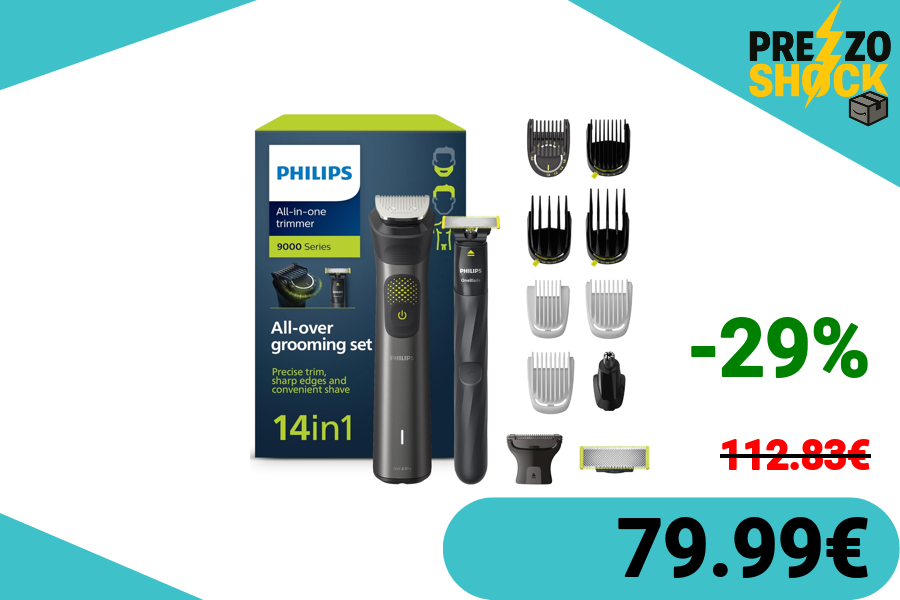 PREZZO
SHOCK
PHILIPS
All-in-one
trimmer
9000 Series
All-over
grooming set
Precise trim,
sharp edges and
convenient shave
14in1
PHILIPS
PHILIPS
OneBlade
-29%
112.83€
79.99€